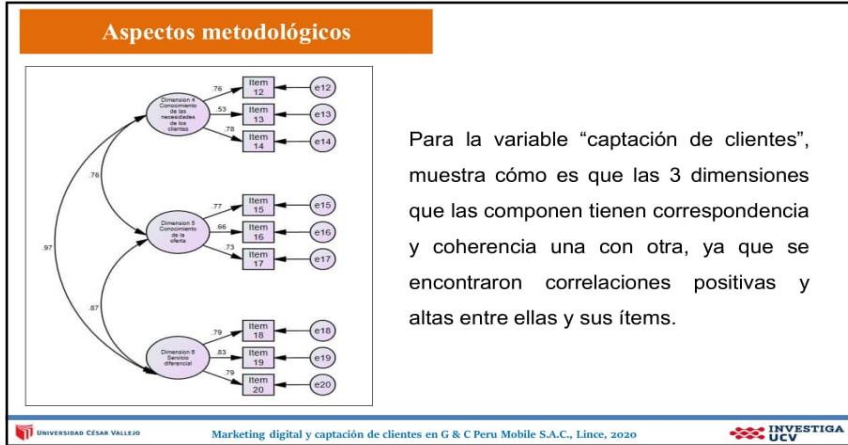 Aspectos metodológicos
.76
.53
.78
Dimension 4
Conocimiento
de las
necesidades
de los
clientes
Item
12
e12
Item
13
e13
Item
14
e14
.76
.97
.77
.66
.73
Dimension 5
Conocimiento
de la
oferta
Item
15
e15
Item
16
e16
Item
17
e17
.87
.79
.83
.79
Dimension 6
Servicio
diferencial
Item
18
e18
Item
19
e19
Item
20
e20
Para la variable “captación de clientes”,
muestra cómo es que las 3 dimensiones
que las componen tienen correspondencia
y coherencia una con otra, ya que se
encontraron correlaciones positivas y
altas entre ellas y sus ítems.
UNIVERSIDAD CÉSAR VALLEJO
Marketing digital y captación de clientes en G & C Peru Mobile S.A.C., Lince, 2020
INVESTIGA
UCV